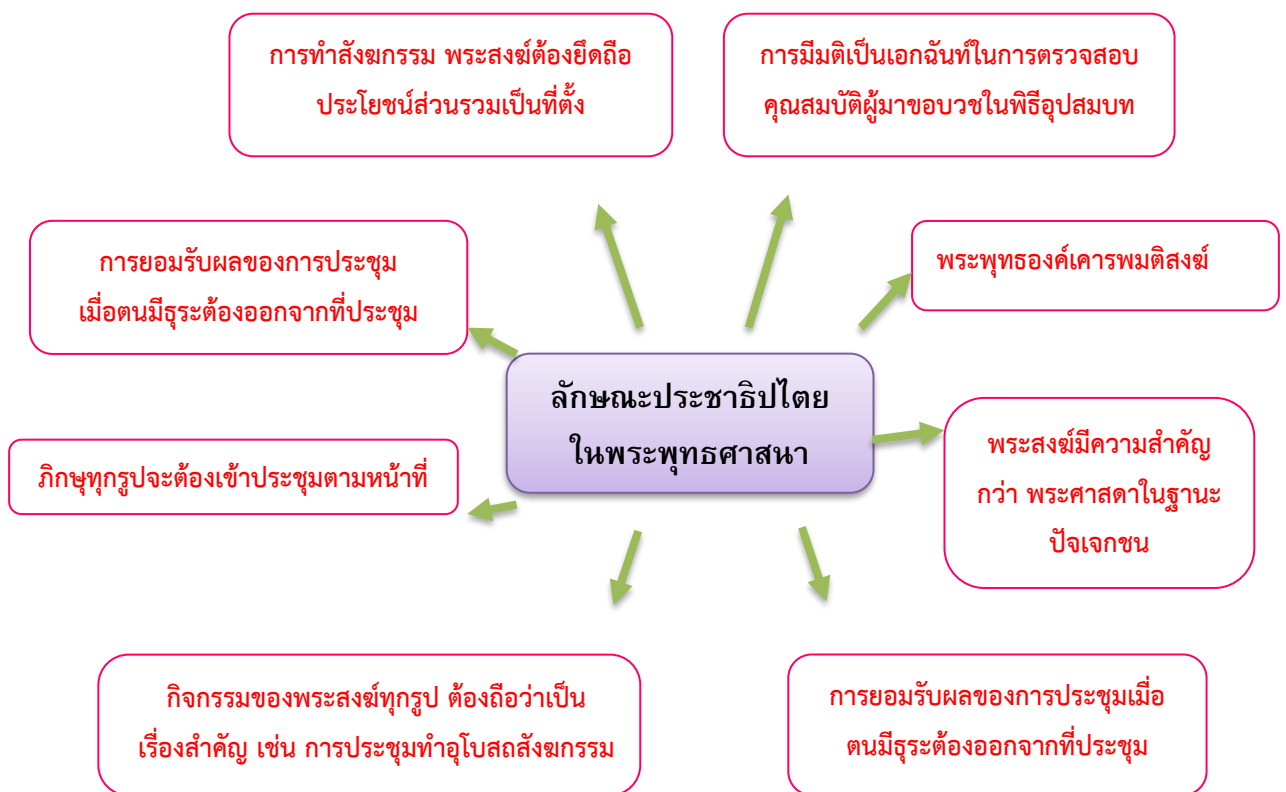 การทำสังฆกรรม พระสงฆ์ต้องยึดถือ
ประโยชน์ส่วนรวมเป็นที่ตั้ง
การมีมติเป็นเอกฉันท์ในการตรวจสอบ
คุณสมบัติผู้มาขอบวชในพิธีอุปสมบท
การยอมรับผลของการประชุม
เมื่อตนมีธุระต้องออกจากที่ประชุม
พระพุทธองค์เคารพมติสงฆ์
ลักษณะประชาธิปไตย
ในพระพุทธศาสนา
ภิกษุทุกรูปจะต้องเข้าประชุมตามหน้าที่
พระสงฆ์มีความสำคัญ
กว่า พระศาสดาในฐานะ
ปัจเจกชน
กิจกรรมของพระสงฆ์ทุกรูป ต้องถือว่าเป็น
เรื่องสำคัญ เช่น การประชุมทำอุโบสถสังฆกรรม
การยอมรับผลของการประชุมเมื่อ
ตนมีธุระต้องออกจากที่ประชุม